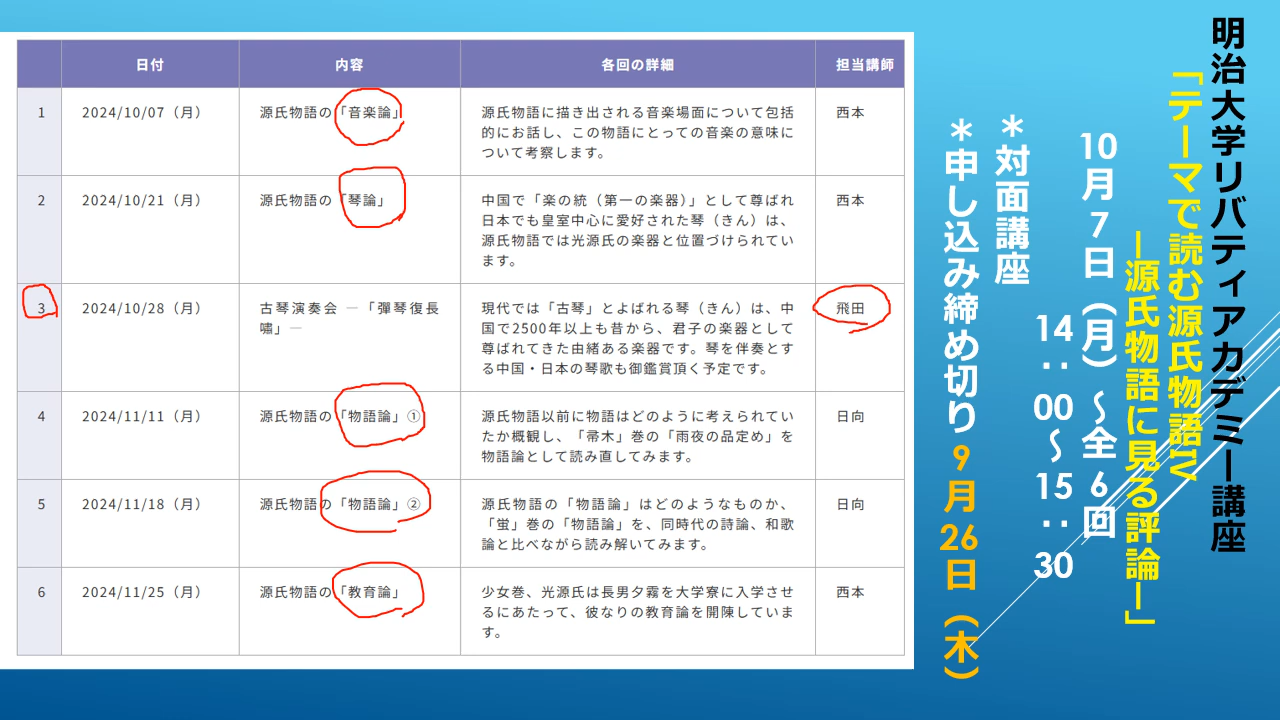 明治大学リバティアカデミー講座
「テーマで読む源氏物語Ⅳ
―源氏物語に見る評論―」
10月7日（月）～全6回
14：00～15：30
＊対面講座
＊申し込み締め切り9月26日（木）
日付 内容 各回の詳細 担当講師
1 2024/10/07（月） 源氏物語の「音楽論」 源氏物語に描き出される音楽場面について包括 西本
的にお話し、この物語にとっての音楽の意味に
ついて考察します。
2 2024/10/21（月） 源氏物語の「琴論」 中国で「楽の統（第一の楽器）」として尊ばれ 西本
日本でも皇室中心に愛好された琴（きん）は、
源氏物語では光源氏の楽器と位置づけられてい
ます。
3 2024/10/28（月） 古琴演奏会 ―「彈琴復長 現代では「古琴」とよばれる琴（きん）は、中 飛田
嘯」― 国で2500年以上も昔から、君子の楽器として
尊ばれてきた由緒ある楽器です。琴を伴奏とす
る中国・日本の琴歌も御鑑賞頂く予定です。
4 2024/11/11（月） 源氏物語の「物語論」① 源氏物語以前に物語はどのように考えられてい 日向
たか概観し、「帚木」巻の「雨夜の品定め」を
物語論として読み直してみます。
5 2024/11/18（月） 源氏物語の「物語論」② 源氏物語の「物語論」はどのようなものか、 日向
「蛍」巻の「物語論」を、同時代の詩論、和歌
論と比べながら読み解いてみます。
6 2024/11/25（月） 源氏物語の「教育論」 少女巻、光源氏は長男夕霧を大学寮に入学させ 西本
るにあたって、彼なりの教育論を開陳していま
す。